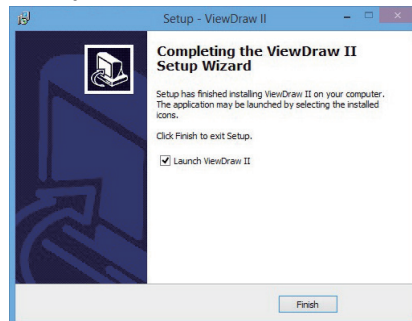 Setup - ViewDraw II
Completing the ViewDraw II
Setup Wizard
Setup has finished installing ViewDraw II on your computer.
The application may be launched by selecting the installed
icons.
Click Finish to exit Setup.
Launch ViewDraw II
Finish